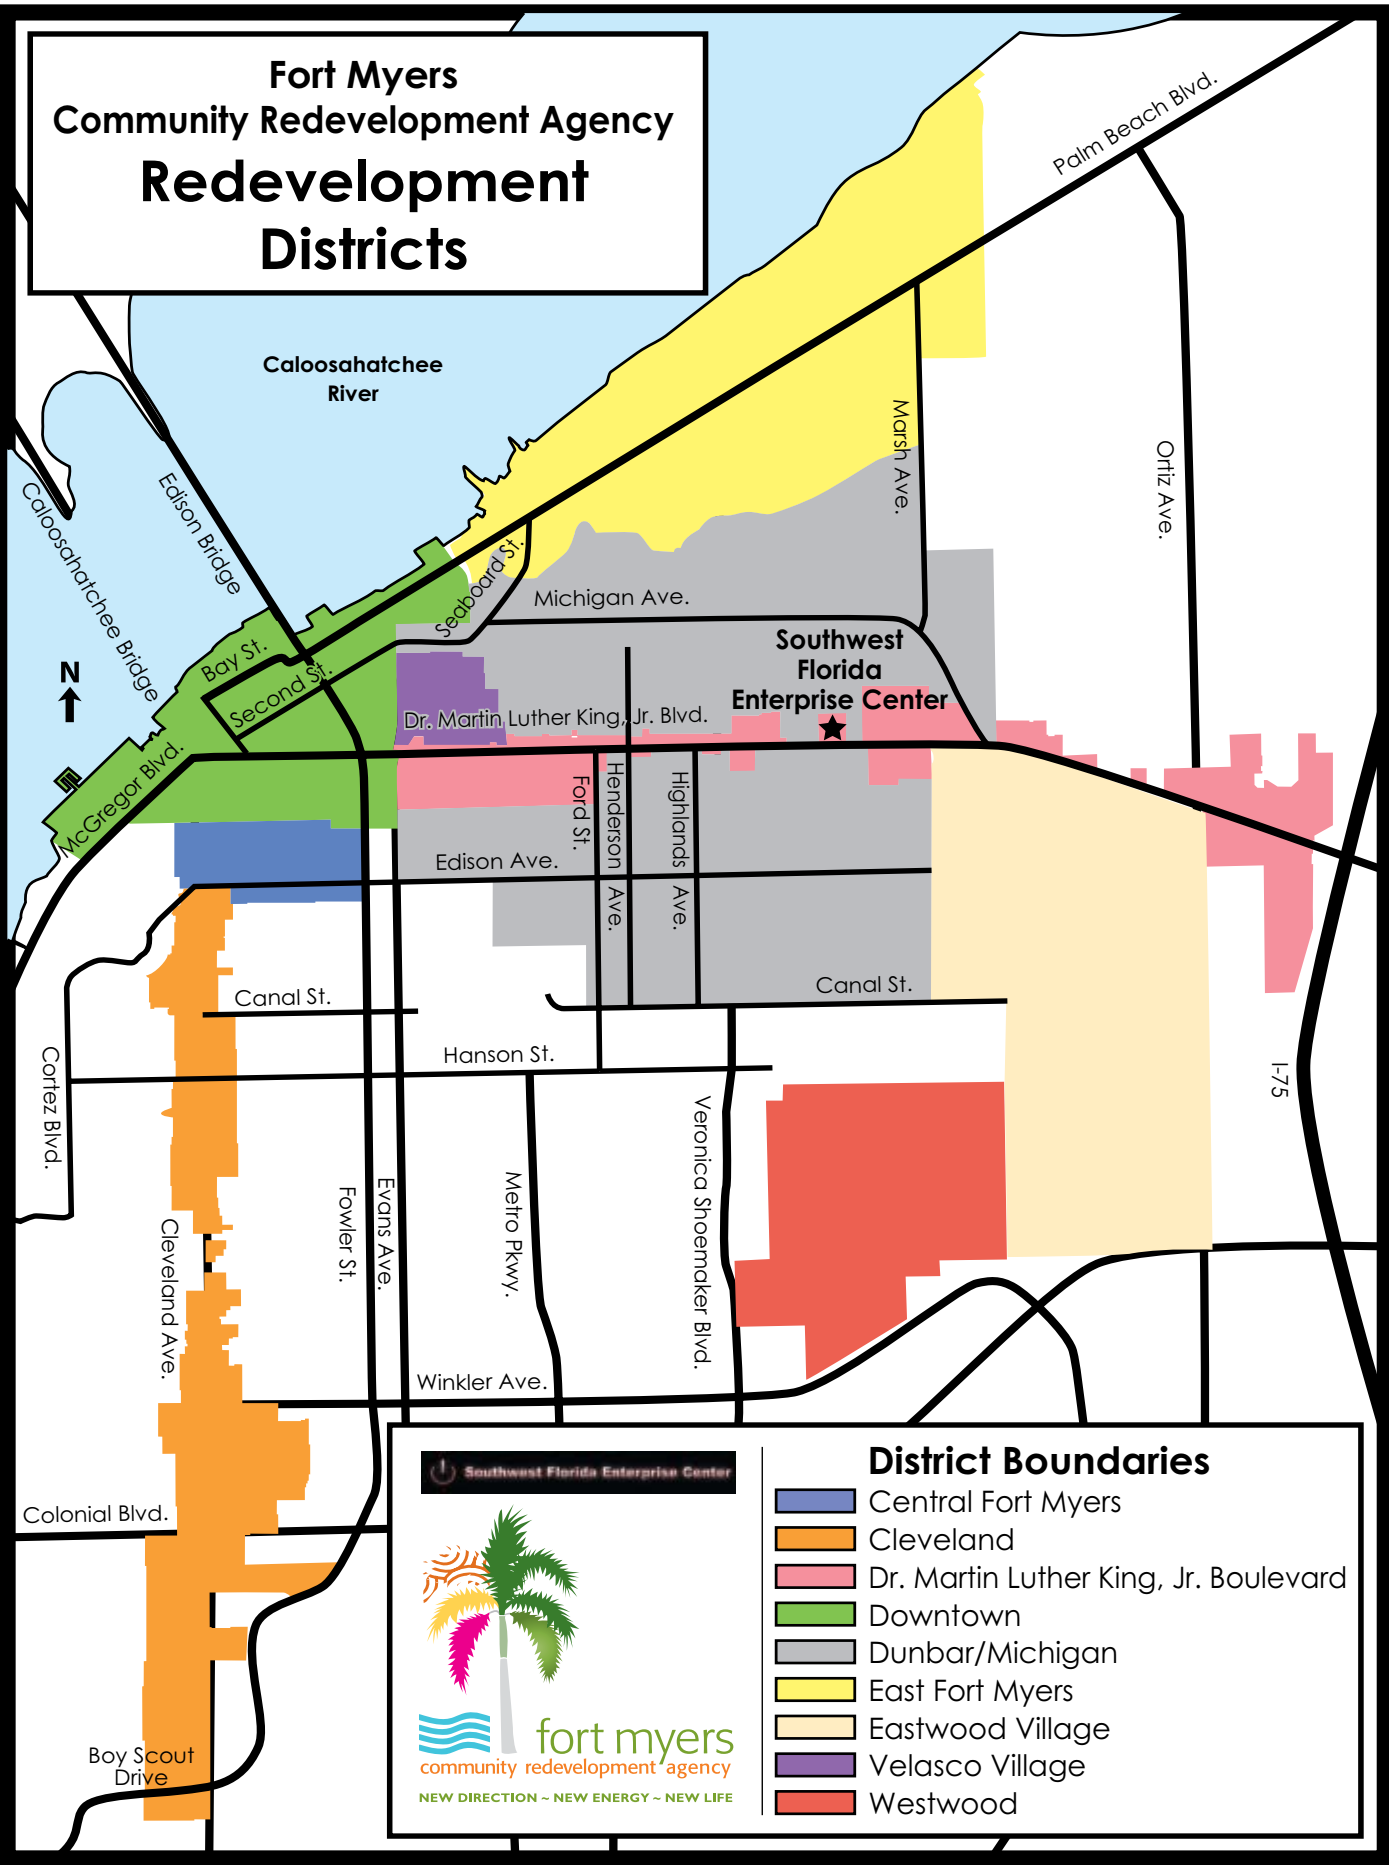 Fort Myers
Community Redevelopment Agency
Redevelopment
Districts
Palm Beach Blvd.
Caloosahatchee
River
Marsh Ave.
Ortiz Ave.
Edison Bridge
Caloosahatchee Bridge
Seaboard St.
Michigan Ave.
Southwest
Florida
Enterprise Center
N
Bay St.
Second St.
Dr. Martin Luther King, Jr. Blvd.
McGregor Blvd.
Ford St.
Henderson Ave.
Highlands Ave.
Edison Ave.
Canal St.
Canal St.
Hanson St.
Cortez Blvd.
I-75
Veronica Shoemaker Blvd.
Metro Pkwy.
Evans Ave.
Fowler St.
Cleveland Ave.
Winkler Ave.
Colonial Blvd.
Boy Scout
Drive
Southwest Florida Enterprise Center
fort myers
community redevelopment agency
NEW DIRECTION ~ NEW ENERGY ~ NEW LIFE
District Boundaries
Central Fort Myers
Cleveland
Dr. Martin Luther King, Jr. Boulevard
Downtown
Dunbar/Michigan
East Fort Myers
Eastwood Village
Velasco Village
Westwood